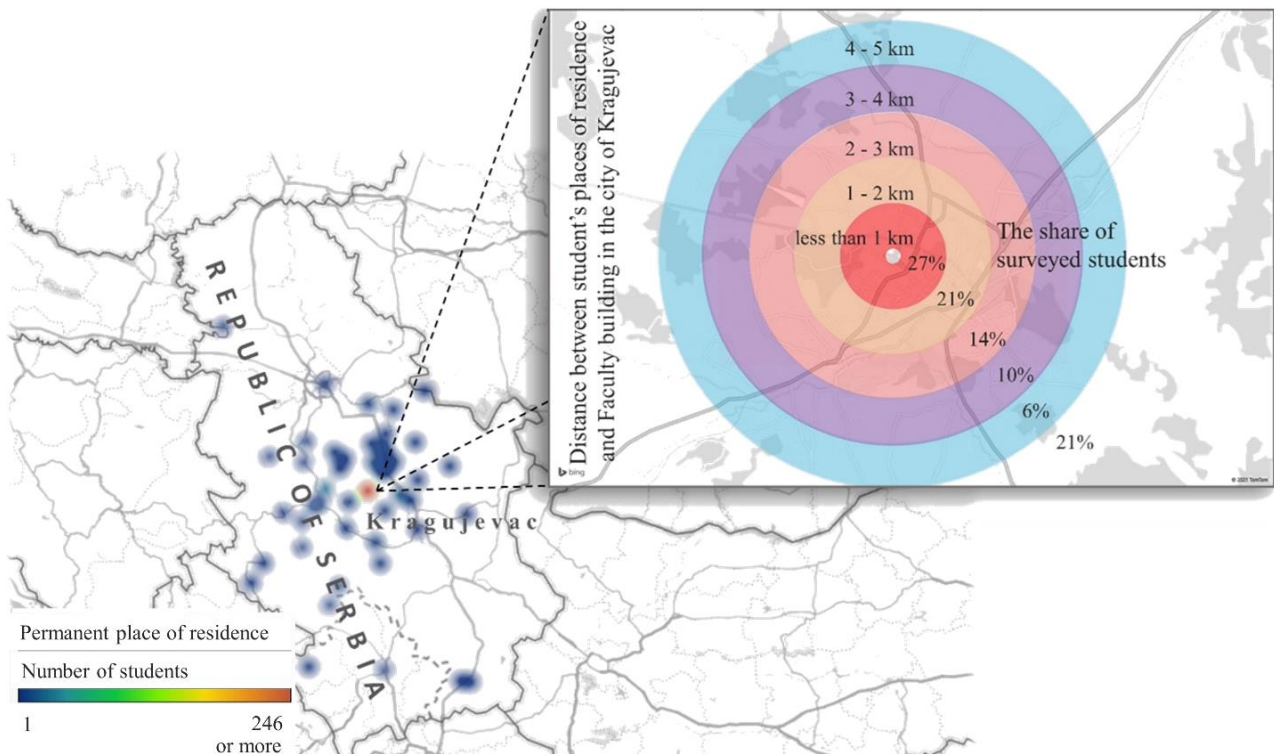 Distance between student's places of residence
and Faculty building in the city of Kragujevac
4 - 5 km
3 - 4 km
2 - 3 km
1 - 2 km
less than 1 km
The share of
surveyed students
27%
21%
14%
10%
6%
21%
bing
© 2021 TomTom
REPUBLIC OF SERBIA
Kragujevac
Permanent place of residence
Number of students
1
246
or more